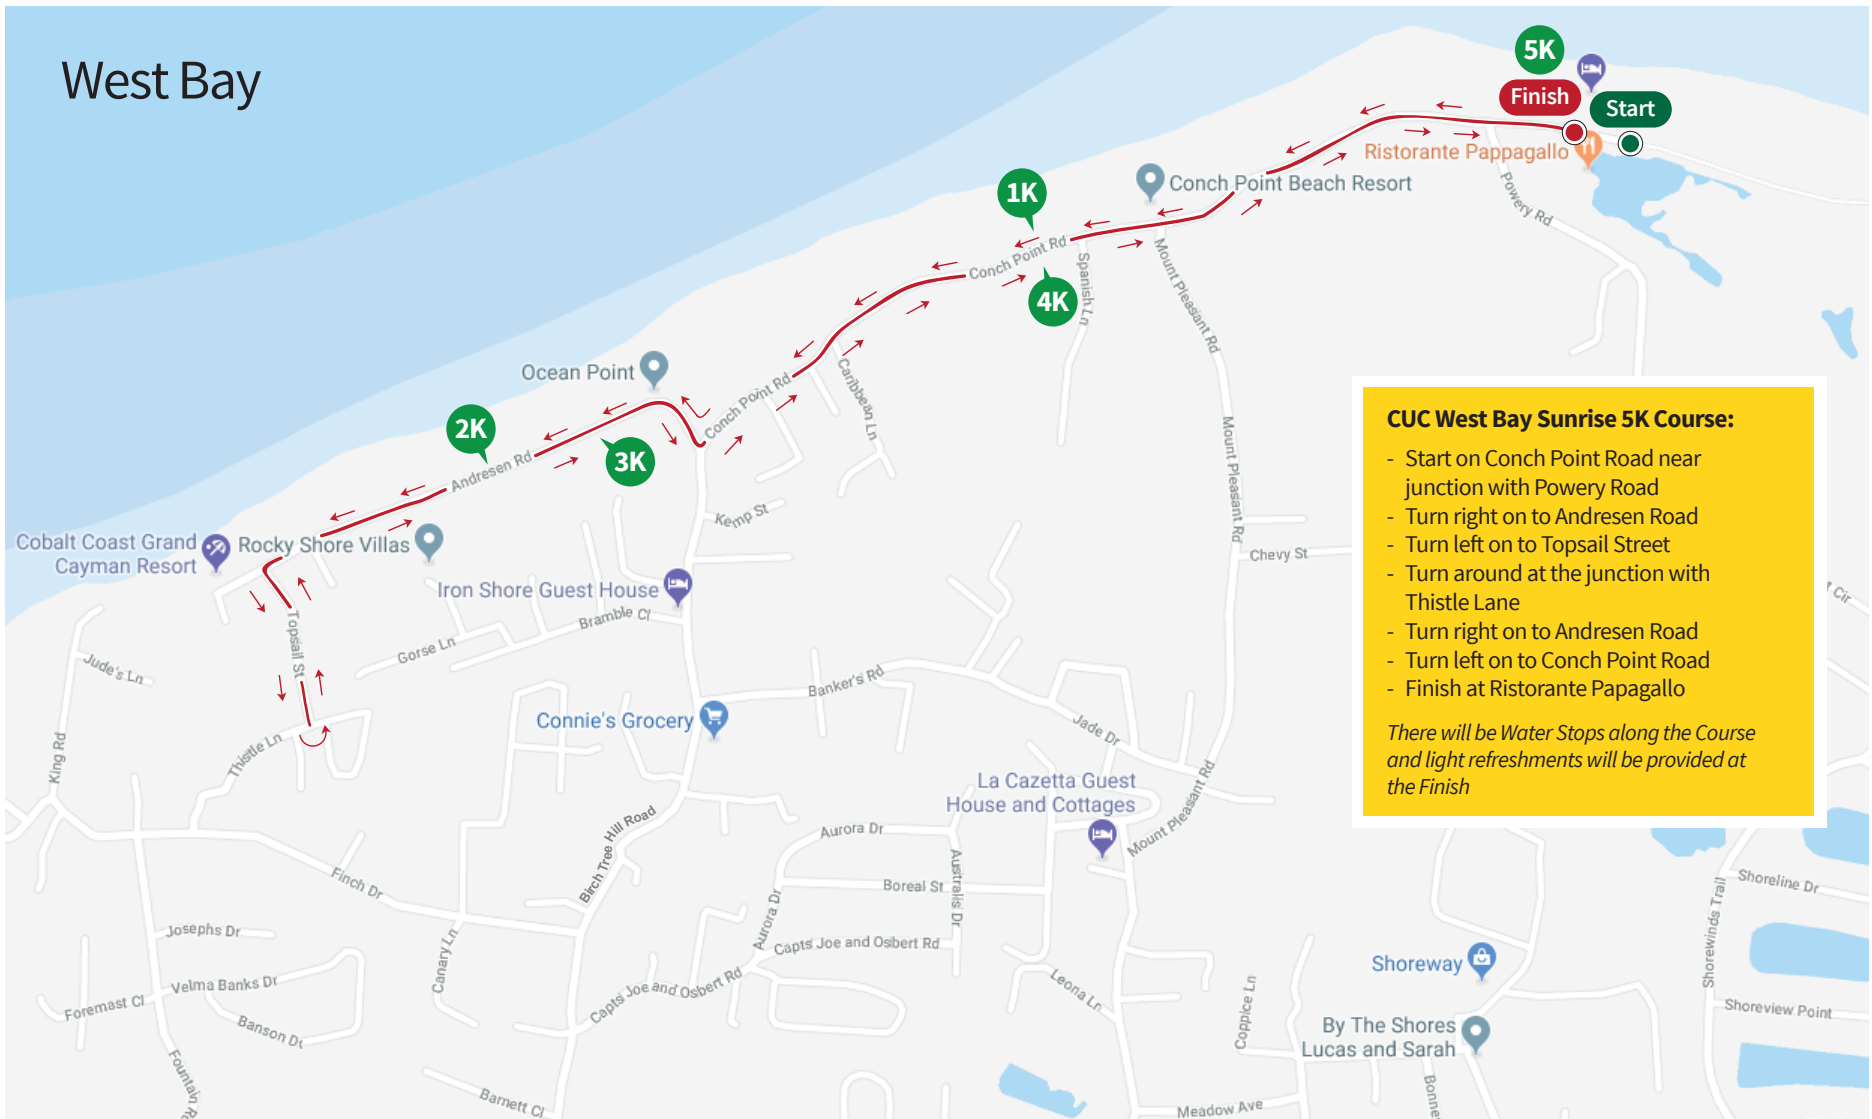 West Bay
5K
Finish
Start
Ristorante Pappagallo
Powery Rd
1K
Conch Point Beach Resort
Conch Point Rd
4K
Spanish Ln
Mount Pleasant Rd
Ocean Point
Conch Point Rd
Caribbean Ln
2K
3K
Andresen Rd
Mount Pleasant Rd
Kemp St
Chevy St
Cobalt Coast Grand
Cayman Resort
Rocky Shore Villas
Iron Shore Guest House
Bramble Cl
Gorse Ln
Topsail St
Jude's Ln
Banker's Rd
Connie's Grocery
Jade Dr
King Rd
Thistle Ln
La Cazetta Guest
House and Cottages
Mount Pleasant Rd
Birch Tree Hill Road
Aurora Dr
Finch Dr
Boreal St
Australis Dr
Aurora Dr
Josephs Dr
Canary Ln
Capts Joe and Osbert Rd
Capts Joe and Osbert Rd
Velma Banks Dr
Foremast Cl
Banson Dr
Leona Ln
Coppice Ln
Shoreway
By The Shores
Lucas and Sarah
Shorewinds Trail
Shoreline Dr
Shoreview Point
Fountain R
Barnett Cl
Meadow Ave
Bonne
t Cir
CUC West Bay Sunrise 5K Course:
- Start on Conch Point Road near
junction with Powery Road
- Turn right on to Andresen Road
- Turn left on to Topsail Street
- Turn around at the junction with
Thistle Lane
- Turn right on to Andresen Road
- Turn left on to Conch Point Road
- Finish at Ristorante Papagallo
There will be Water Stops along the Course
and light refreshments will be provided at
the Finish